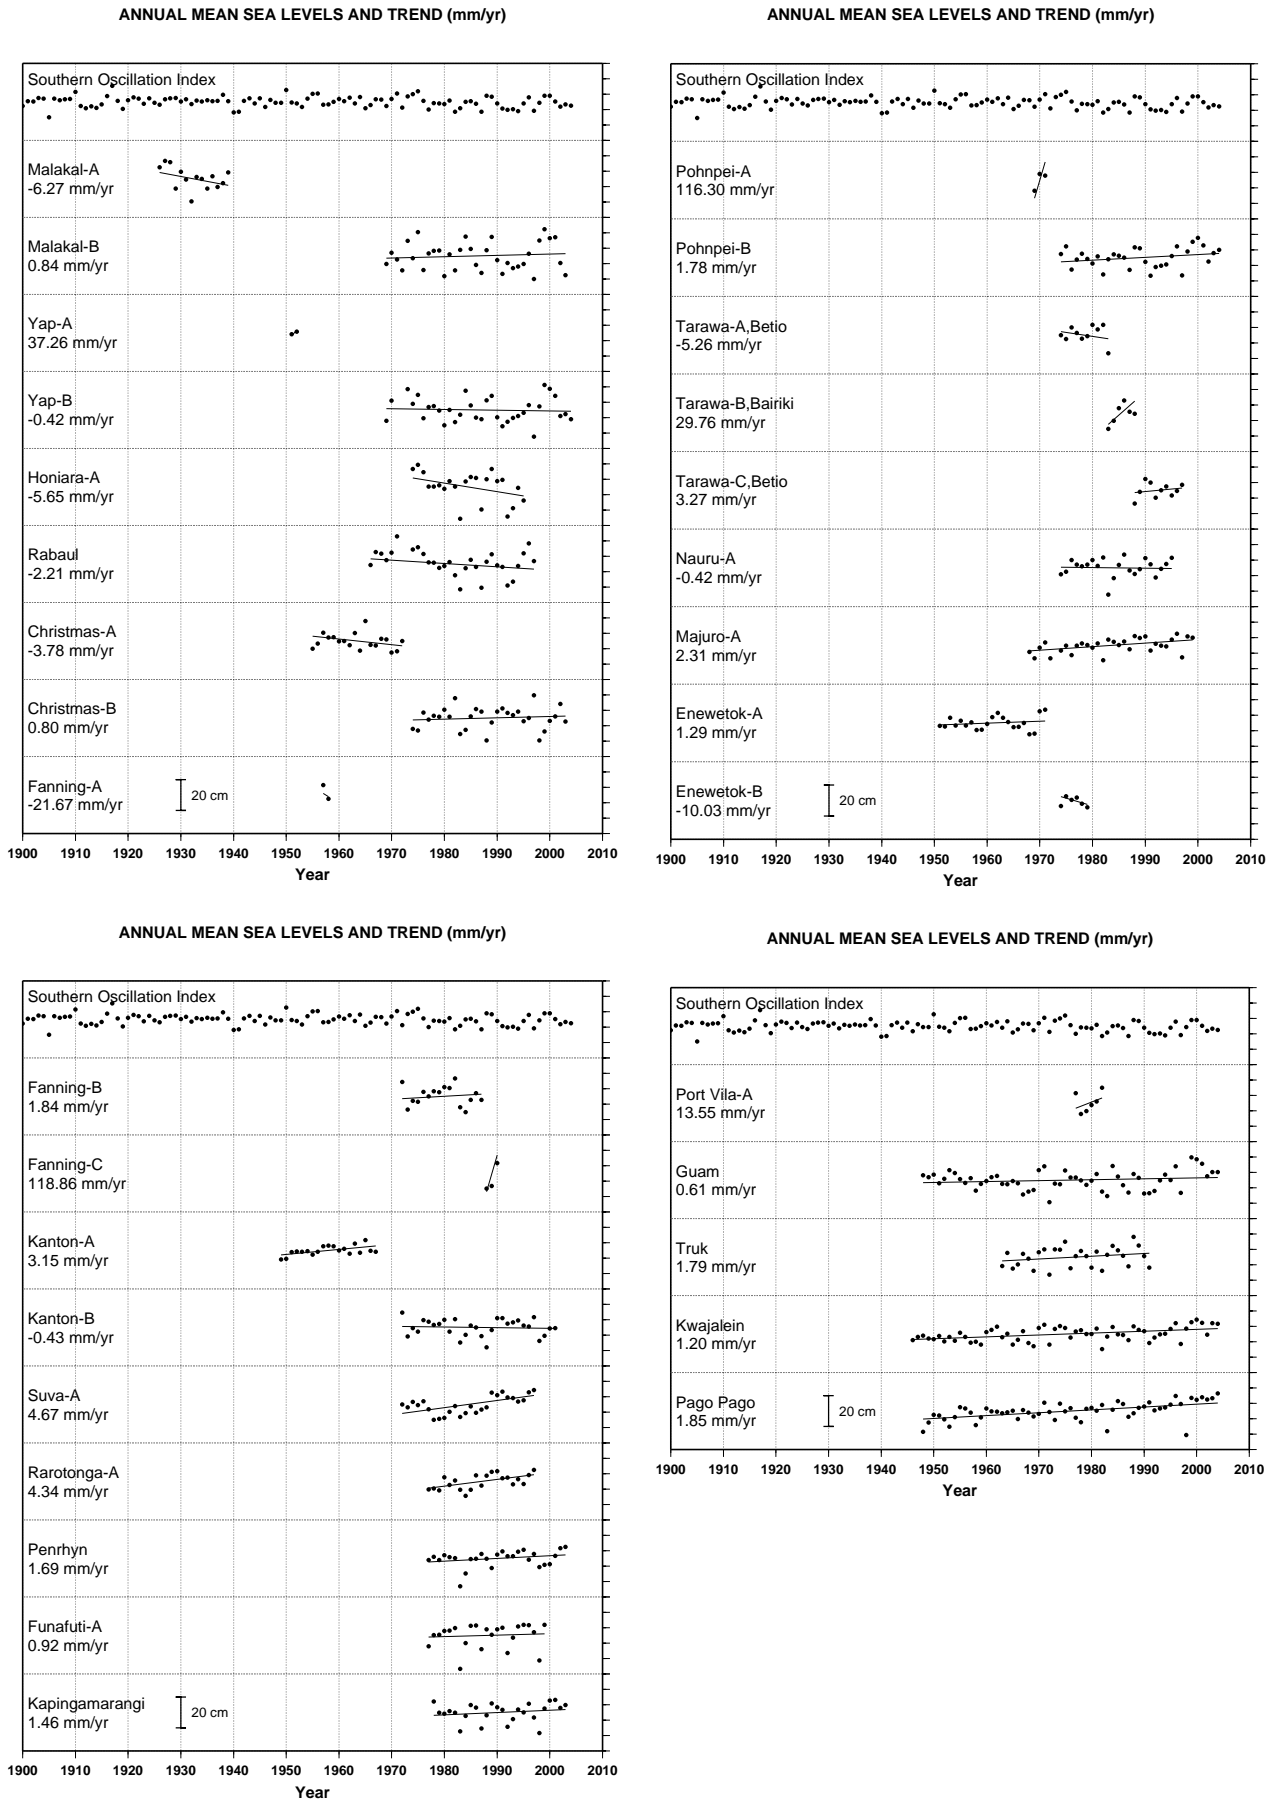 ANNUAL MEAN SEA LEVELS AND TREND (mm/yr)
Southern Oscillation Index
Malakal-A
-6.27 mm/yr
Malakal-B
0.84 mm/yr
Yap-A
37.26 mm/yr
Yap-B
-0.42 mm/yr
Honiara-A
-5.65 mm/yr
Rabaul
-2.21 mm/yr
Christmas-A
-3.78 mm/yr
Christmas-B
0.80 mm/yr
Fanning-A
-21.67 mm/yr
20 cm
1900 1910 1920 1930 1940 1950 1960 1970 1980 1990 2000 2010
Year
ANNUAL MEAN SEA LEVELS AND TREND (mm/yr)
Southern Oscillation Index
Pohnpei-A
116.30 mm/yr
Pohnpei-B
1.78 mm/yr
Tarawa-A,Betio
-5.26 mm/yr
Tarawa-B,Bairiki
29.76 mm/yr
Tarawa-C,Betio
3.27 mm/yr
Nauru-A
-0.42 mm/yr
Majuro-A
2.31 mm/yr
Enewetok-A
1.29 mm/yr
Enewetok-B
-10.03 mm/yr
20 cm
1900 1910 1920 1930 1940 1950 1960 1970 1980 1990 2000 2010
Year
ANNUAL MEAN SEA LEVELS AND TREND (mm/yr)
Southern Oscillation Index
Fanning-B
1.84 mm/yr
Fanning-C
118.86 mm/yr
Kanton-A
3.15 mm/yr
Kanton-B
-0.43 mm/yr
Suva-A
4.67 mm/yr
Rarotonga-A
4.34 mm/yr
Penrhyn
1.69 mm/yr
Funafuti-A
0.92 mm/yr
Kapingamarangi
1.46 mm/yr
20 cm
1900 1910 1920 1930 1940 1950 1960 1970 1980 1990 2000 2010
Year
ANNUAL MEAN SEA LEVELS AND TREND (mm/yr)
Southern Oscillation Index
Port Vila-A
13.55 mm/yr
Guam
0.61 mm/yr
Truk
1.79 mm/yr
Kwajalein
1.20 mm/yr
Pago Pago
1.85 mm/yr
20 cm
1900 1910 1920 1930 1940 1950 1960 1970 1980 1990 2000 2010
Year